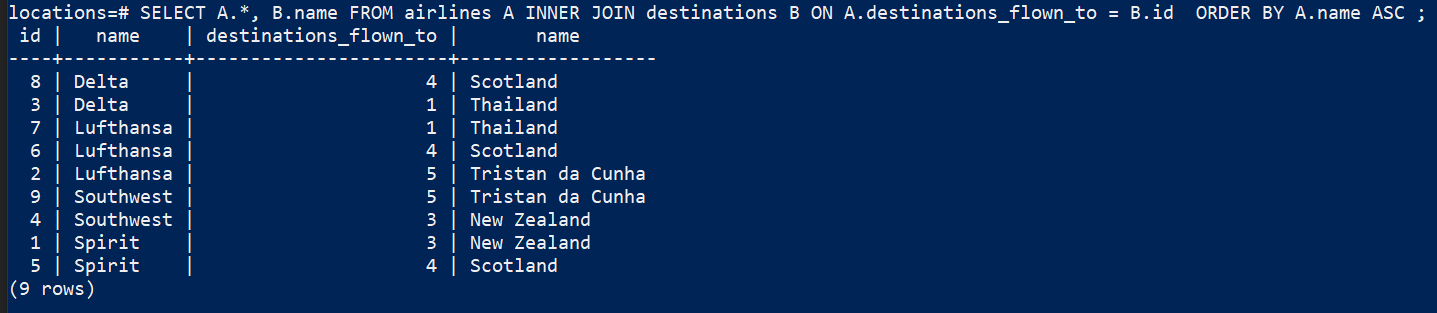 locations=# SELECT A.*, B.name FROM airlines A INNER JOIN destinations B ON A.destinations_flown_to = B.id  ORDER BY A.name ASC ;
 id |   name    | destinations_flown_to |       name
----+-----------+-----------------------+------------------
  8 | Delta     |                     4 | Scotland
  3 | Delta     |                     1 | Thailand
  7 | Lufthansa |                     1 | Thailand
  6 | Lufthansa |                     4 | Scotland
  2 | Lufthansa |                     5 | Tristan da Cunha
  9 | Southwest |                     5 | Tristan da Cunha
  4 | Southwest |                     3 | New Zealand
  1 | Spirit    |                     3 | New Zealand
  5 | Spirit    |                     4 | Scotland
(9 rows)